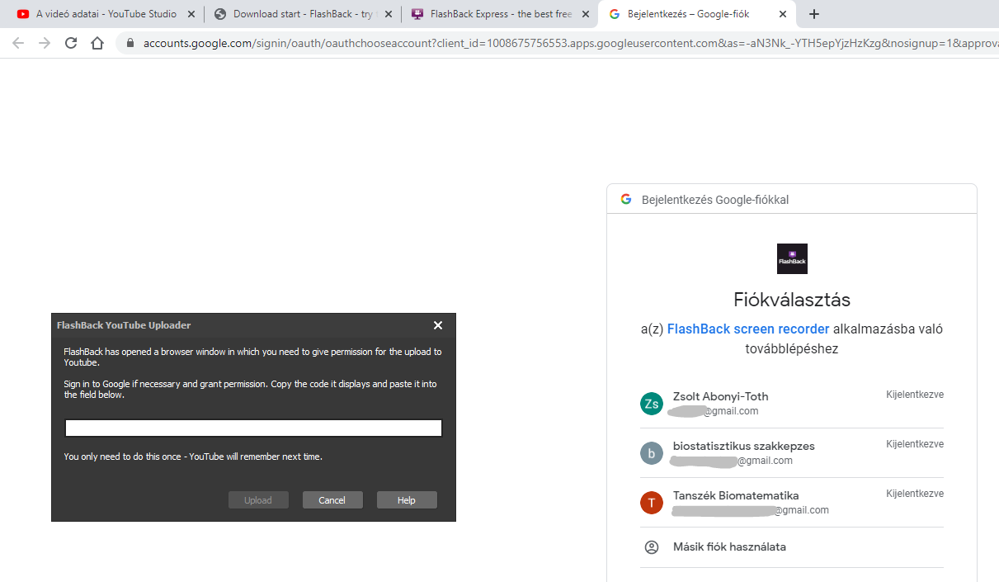 A videó adatai - YouTube Studio
Download start - FlashBack - try
FlashBack Express - the best free
Bejelentkezés – Google-fiók
accounts.google.com/signin/oauth/oauthchooseaccount?client_id=1008675756553.apps.googleusercontent.com&as=-aN3Nk_-YTH5epYjzHzKzg&nosignup=1&approva
FlashBack YouTube Uploader
FlashBack has opened a browser window in which you need to give permission for the upload to
Youtube.
Sign in to Google if necessary and grant permission. Copy the code it displays and paste it into
the field below.
You only need to do this once - YouTube will remember next time.
Upload
Cancel
Help
Bejelentkezés Google-fiókkal
FlashBack
Fiókválasztás
a(z) FlashBack screen recorder alkalmazásba való
továbblépéshez
Zs
Zsolt Abonyi-Toth
Kijelentkezve
@gmail.com
b
biostatisztikus szakkepzes
Kijelentkezve
@gmail.com
T
Tanszék Biomatematika
Kijelentkezve
@gmail.com
Másik fiók használata